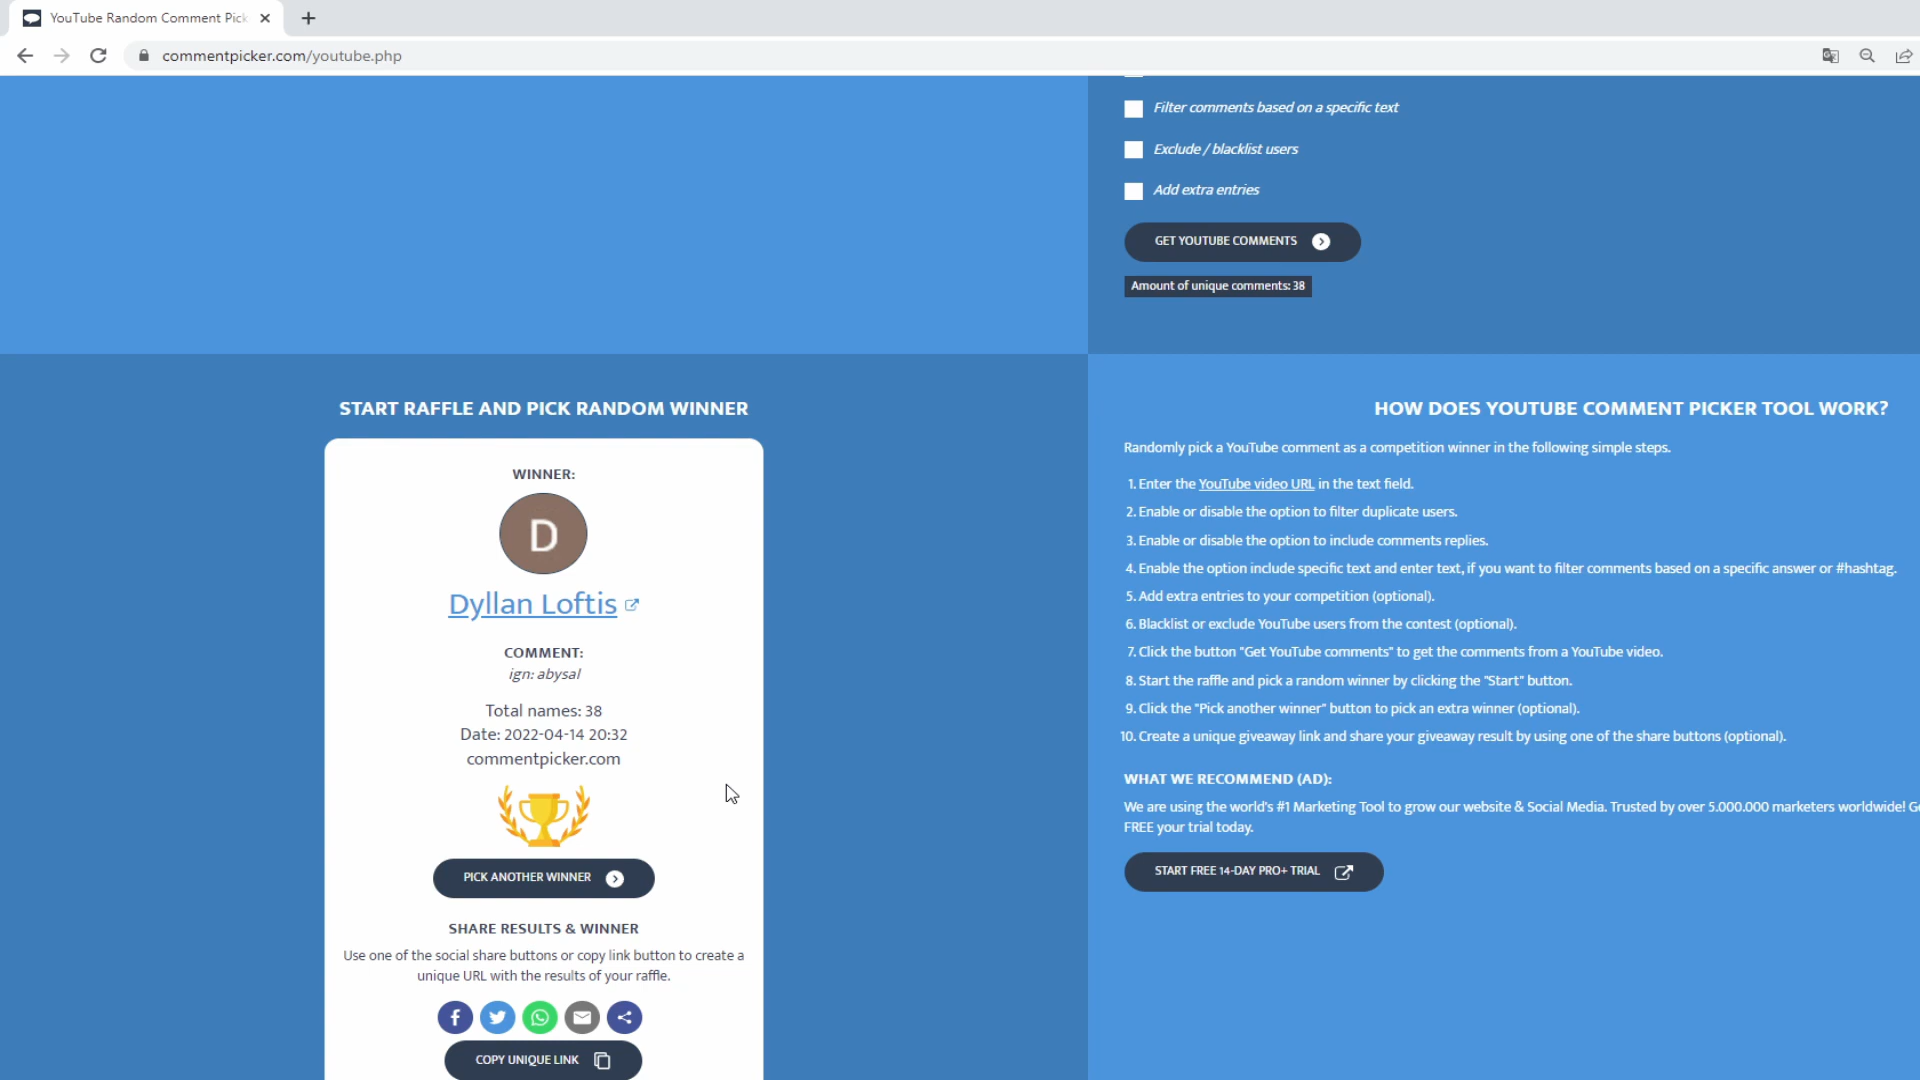 YouTube Random Comment Pick
commentpicker.com/youtube.php
Filter comments based on a specific text
Exclude / blacklist users
Add extra entries
GET YOUTUBE COMMENTS
Amount of unique comments: 38
START RAFFLE AND PICK RANDOM WINNER
WINNER:
D
Dyllan Loftis
COMMENT:
ign: abysal
Total names: 38
Date: 2022-04-14 20:32
commentpicker.com
PICK ANOTHER WINNER
SHARE RESULTS & WINNER
Use one of the social share buttons or copy link button to create a
unique URL with the results of your raffle.
COPY UNIQUE LINK
HOW DOES YOUTUBE COMMENT PICKER TOOL WORK?
Randomly pick a YouTube comment as a competition winner in the following simple steps.
1. Enter the YouTube video URL in the text field.
2. Enable or disable the option to filter duplicate users.
3. Enable or disable the option to include comments replies.
4. Enable the option include specific text and enter text, if you want to filter comments based on a specific answer or #hashtag.
5. Add extra entries to your competition (optional).
6. Blacklist or exclude YouTube users from the contest (optional).
7. Click the button "Get YouTube comments" to get the comments from a YouTube video.
8. Start the raffle and pick a random winner by clicking the "Start" button.
9. Click the "Pick another winner" button to pick an extra winner (optional).
10. Create a unique giveaway link and share your giveaway result by using one of the share buttons (optional).
WHAT WE RECOMMEND (AD):
We are using the world's #1 Marketing Tool to grow our website & Social Media. Trusted by over 5.000.000 marketers worldwide!
FREE your trial today.
START FREE 14-DAY PRO+ TRIAL